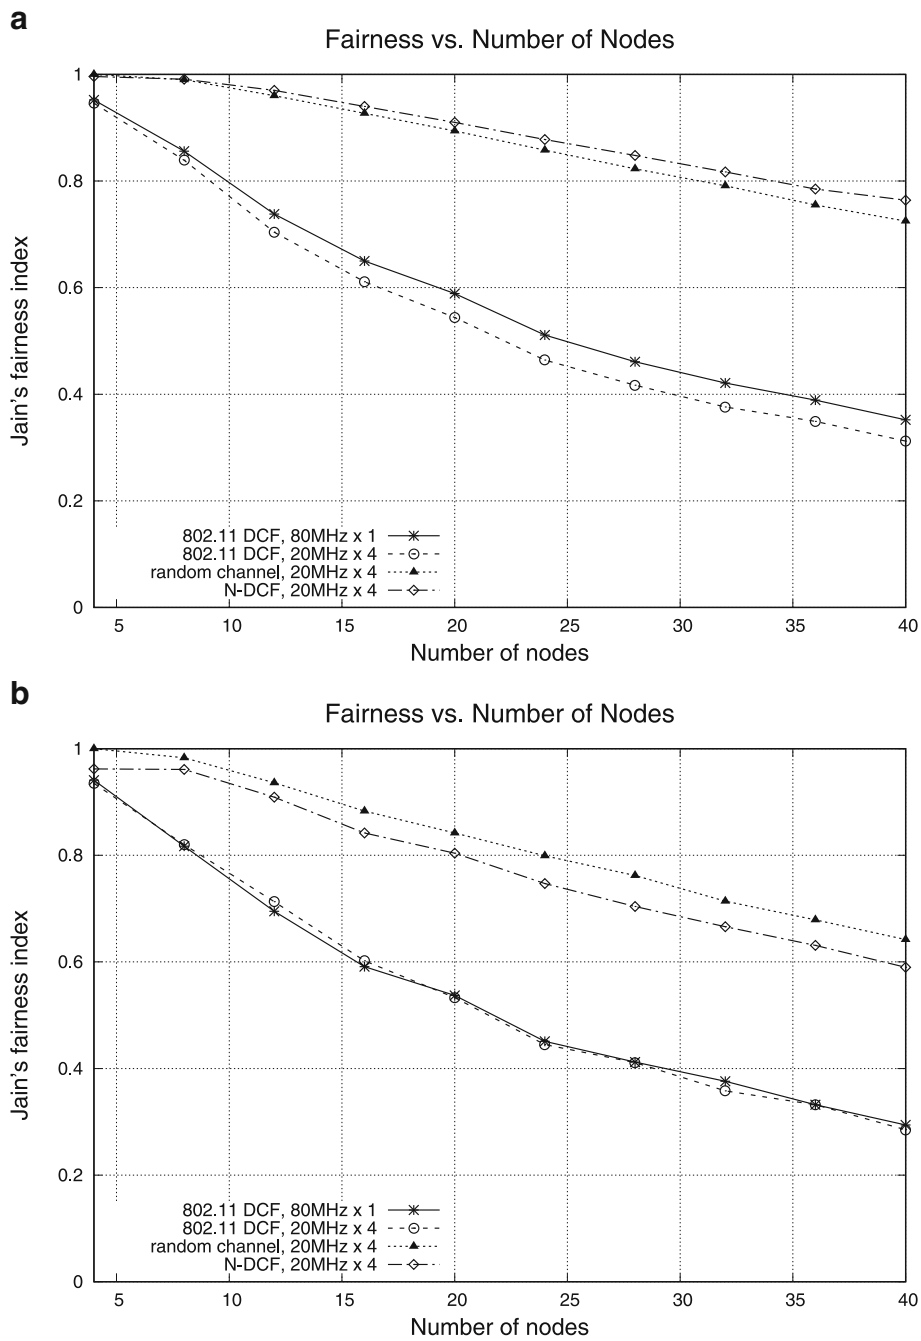 a
Fairness vs. Number of Nodes
1
0.8
0.6
0.4
0.2
0
Jain's fairness index
802.11 DCF, 80MHz x 1
802.11 DCF, 20MHz x 4
random channel, 20MHz x 4
N-DCF, 20MHz x 4
5 10 15 20 25 30 35 40
Number of nodes
b
Fairness vs. Number of Nodes
1
0.8
0.6
0.4
0.2
0
Jain's fairness index
802.11 DCF, 80MHz x 1
802.11 DCF, 20MHz x 4
random channel, 20MHz x 4
N-DCF, 20MHz x 4
5 10 15 20 25 30 35 40
Number of nodes